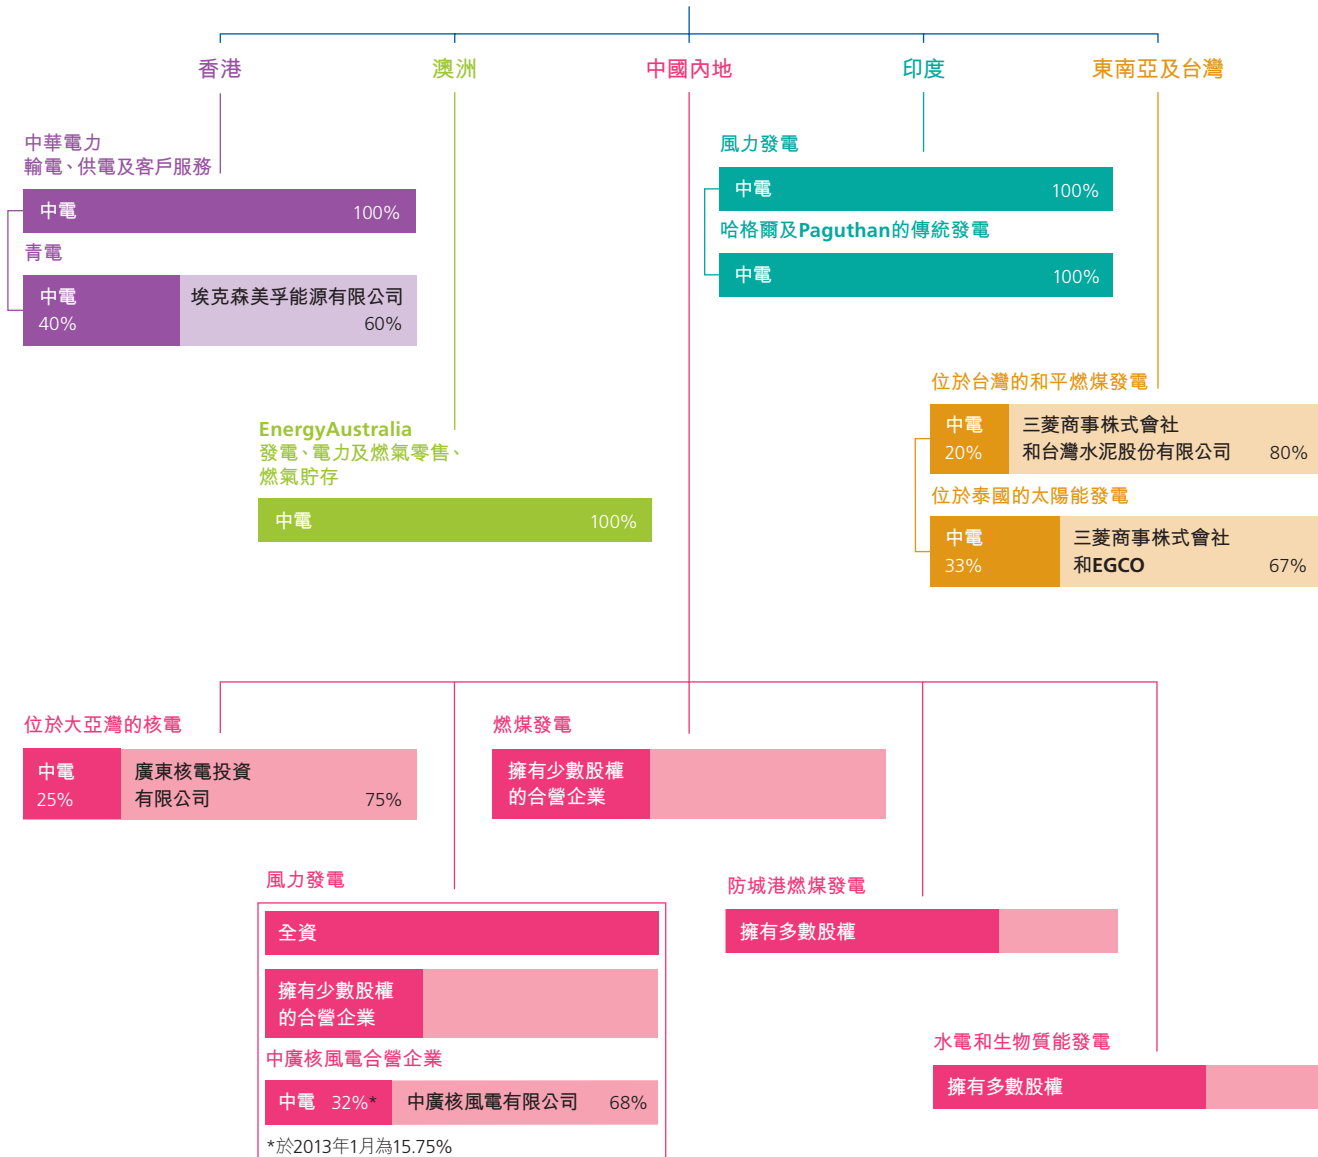 香港
澳洲
中國內地
印度
東南亞及台灣
中華電力
輸電、供電及客戶服務
中電 100%
青電
中電
40%
埃克森美孚能源有限公司
60%
EnergyAustralia
發電、電力及燃氣零售、
燃氣貯存
中電 100%
風力發電
中電 100%
哈格爾及Paguthan的傳統發電
中電 100%
位於台灣的和平燃煤發電
中電
20%
三菱商事株式會社
和台灣水泥股份有限公司 80%
位於泰國的太陽能發電
中電
33%
三菱商事株式會社
和EGCO 67%
位於大亞灣的核電
中電
25%
廣東核電投資
有限公司 75%
燃煤發電
擁有少數股權
的合營企業
風力發電
全資
擁有少數股權
的合營企業
中廣核風電合營企業
中電 32%* 中廣核風電有限公司 68%
*於2013年1月為15.75%
防城港燃煤發電
擁有多數股權
水電和生物質能發電
擁有多數股權